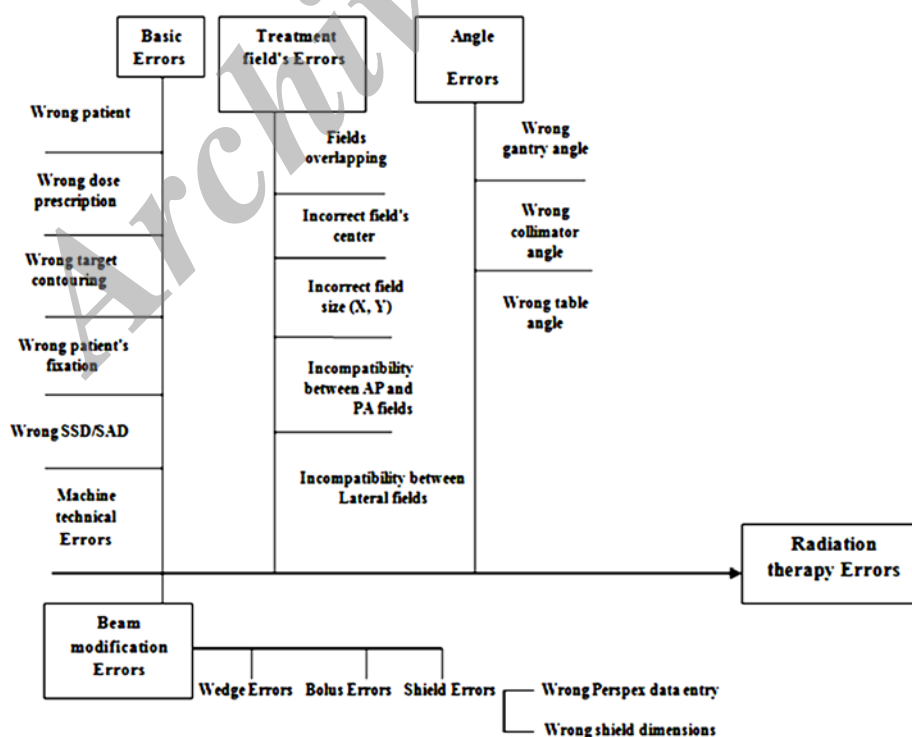 Basic
Errors
Treatment
field's Errors
Angle
Errors
Wrong patient
Wrong dose
prescription
Wrong target
contouring
Wrong patient's
fixation
Wrong SSD/SAD
Machine
technical
Errors
Fields
overlapping
Incorrect field's
center
Incorrect field
size (X, Y)
Incompatibility
between AP and
PA fields
Incompatibility between
Lateral fields
Wrong
gantry angle
Wrong
collimator
angle
Wrong table
angle
Radiation
therapy Errors
Beam
modification
Errors
Wedge Errors
Bolus Errors
Shield Errors
Wrong Perspex data entry
Wrong shield dimensions
Archiv